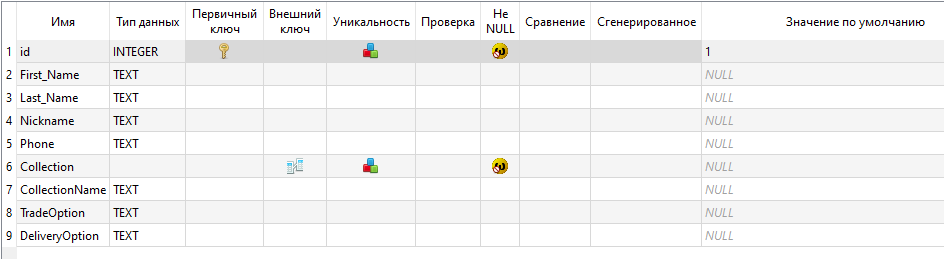 Имя Тип данных Первичный ключ Внешний ключ Уникальность Проверка Не NULL Сравнение Сгенерированное Значение по умолчанию
1 id INTEGER 1
2 First_Name TEXT NULL
3 Last_Name TEXT NULL
4 Nickname TEXT NULL
5 Phone TEXT NULL
6 Collection NULL
7 CollectionName TEXT NULL
8 TradeOption TEXT NULL
9 DeliveryOption TEXT NULL